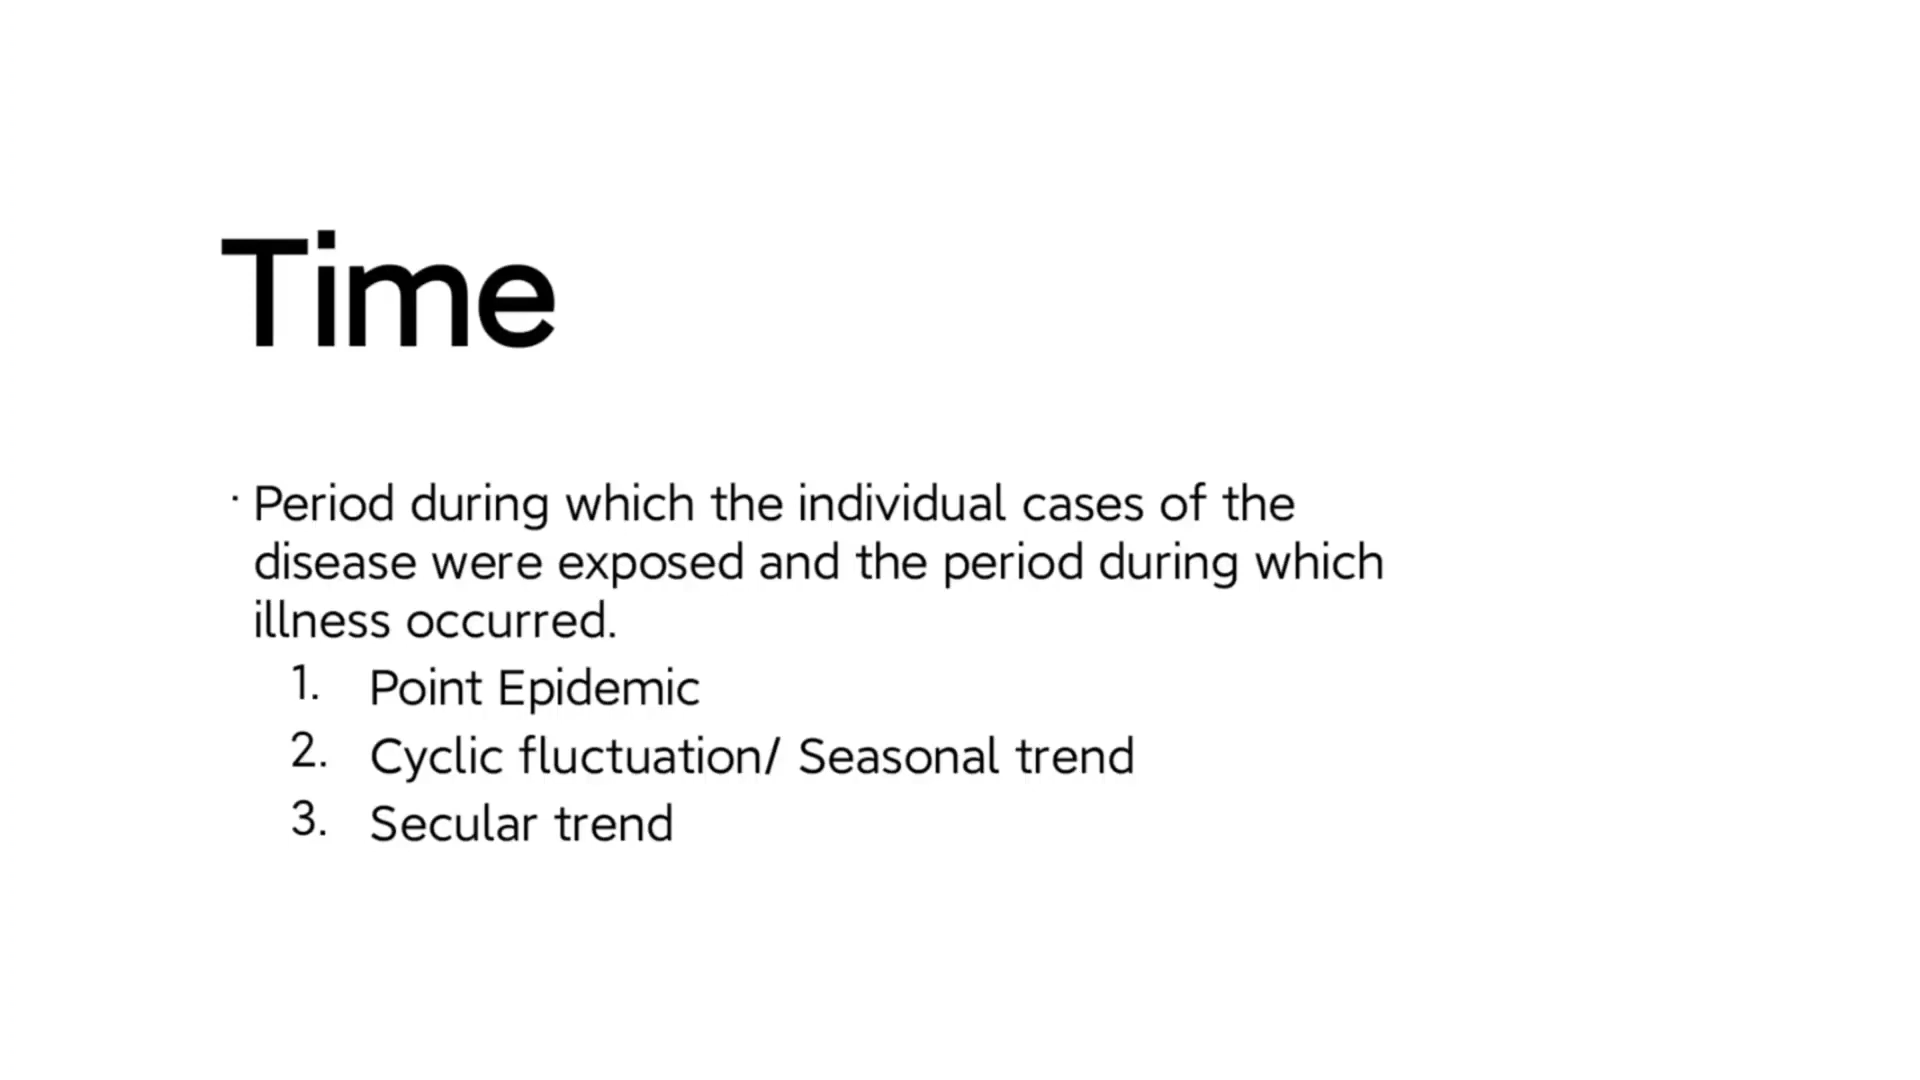 Time
· Period during which the individual cases of the
disease were exposed and the period during which
illness occurred.
1. Point Epidemic
2. Cyclic fluctuation/ Seasonal trend
3. Secular trend